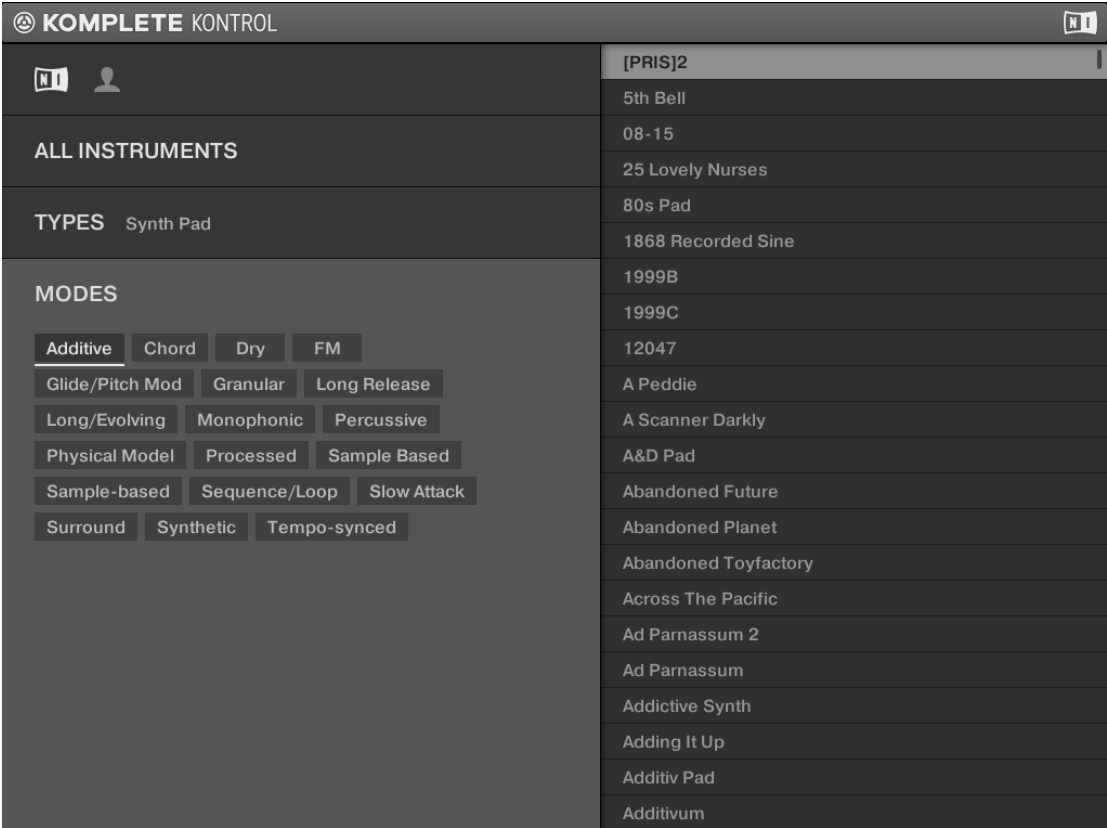 KOMPLETE KONTROL
NI
NI
ALL INSTRUMENTS
TYPES Synth Pad
MODES
Additive Chord Dry FM
Glide/Pitch Mod Granular Long Release
Long/Evolving Monophonic Percussive
Physical Model Processed Sample Based
Sample-based Sequence/Loop Slow Attack
Surround Synthetic Tempo-synced
[PRIS]2
5th Bell
08-15
25 Lovely Nurses
80s Pad
1868 Recorded Sine
1999B
1999C
12047
A Peddie
A Scanner Darkly
A&D Pad
Abandoned Future
Abandoned Planet
Abandoned Toyfactory
Across The Pacific
Ad Parnassum 2
Ad Parnassum
Addictive Synth
Adding It Up
Additiv Pad
Additivum